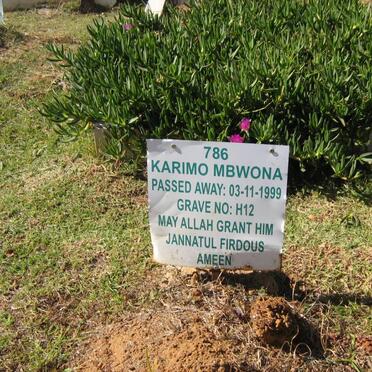 786
KARIMO MBWONA
PASSED AWAY: 03-11-1999
GRAVE NO: H12
MAY ALLAH GRANT HIM
JANNATUL FIRDOUS
AMEEN